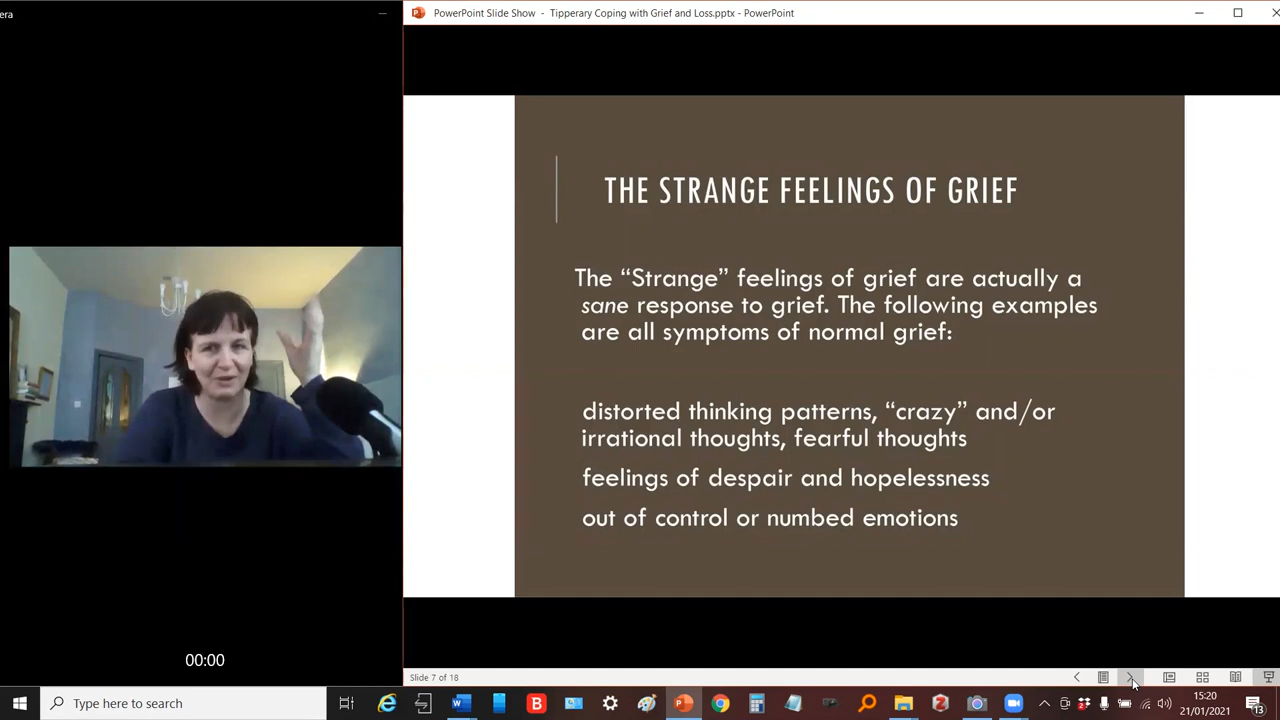 era
PowerPoint Slide Show - Tipperary Coping with Grief and Loss.pptx - PowerPoint
THE STRANGE FEELINGS OF GRIEF
The “Strange” feelings of grief are actually a
sane response to grief. The following examples
are all symptoms of normal grief:
distorted thinking patterns, “crazy” and/or
irrational thoughts, fearful thoughts
feelings of despair and hopelessness
out of control or numbed emotions
00:00
Slide 7 of 18
Type here to search
15:20
21/01/2021
13